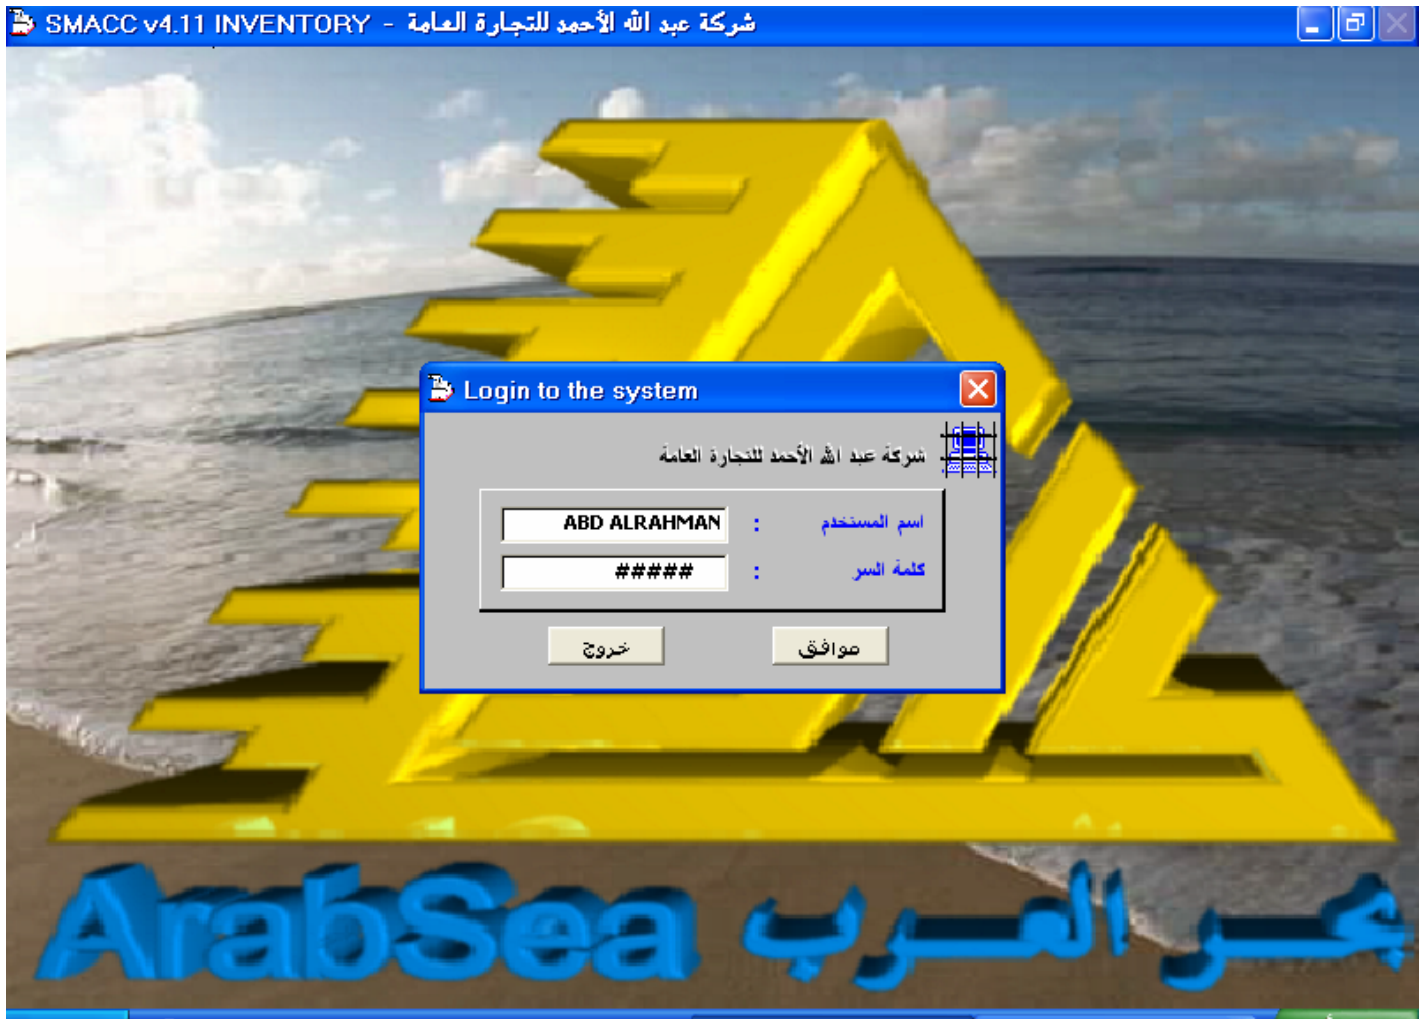 SMACC v4.11 INVENTORY - شركة عبد الله الأحمد للتجارة العامة
Login to the system
شركة عبد الله الأحمد للتجارة العامة
اسم المستخدم : ABD ALRAHMAN
كلمة السر : #####
موافق خروج
ArabSea بحر العرب